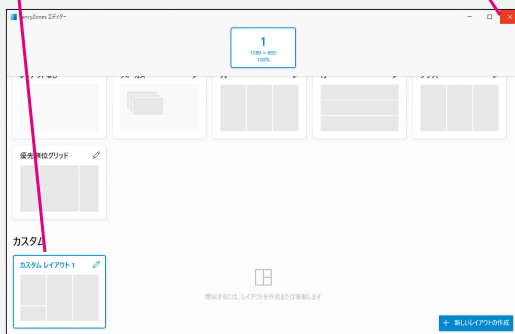 FancyZones エディター
1
1280 × 800
100%
優先順位グリッド
カスタム
カスタム レイアウト 1
開始するには、レイアウトを作成または複製します
+ 新しいレイアウトの作成